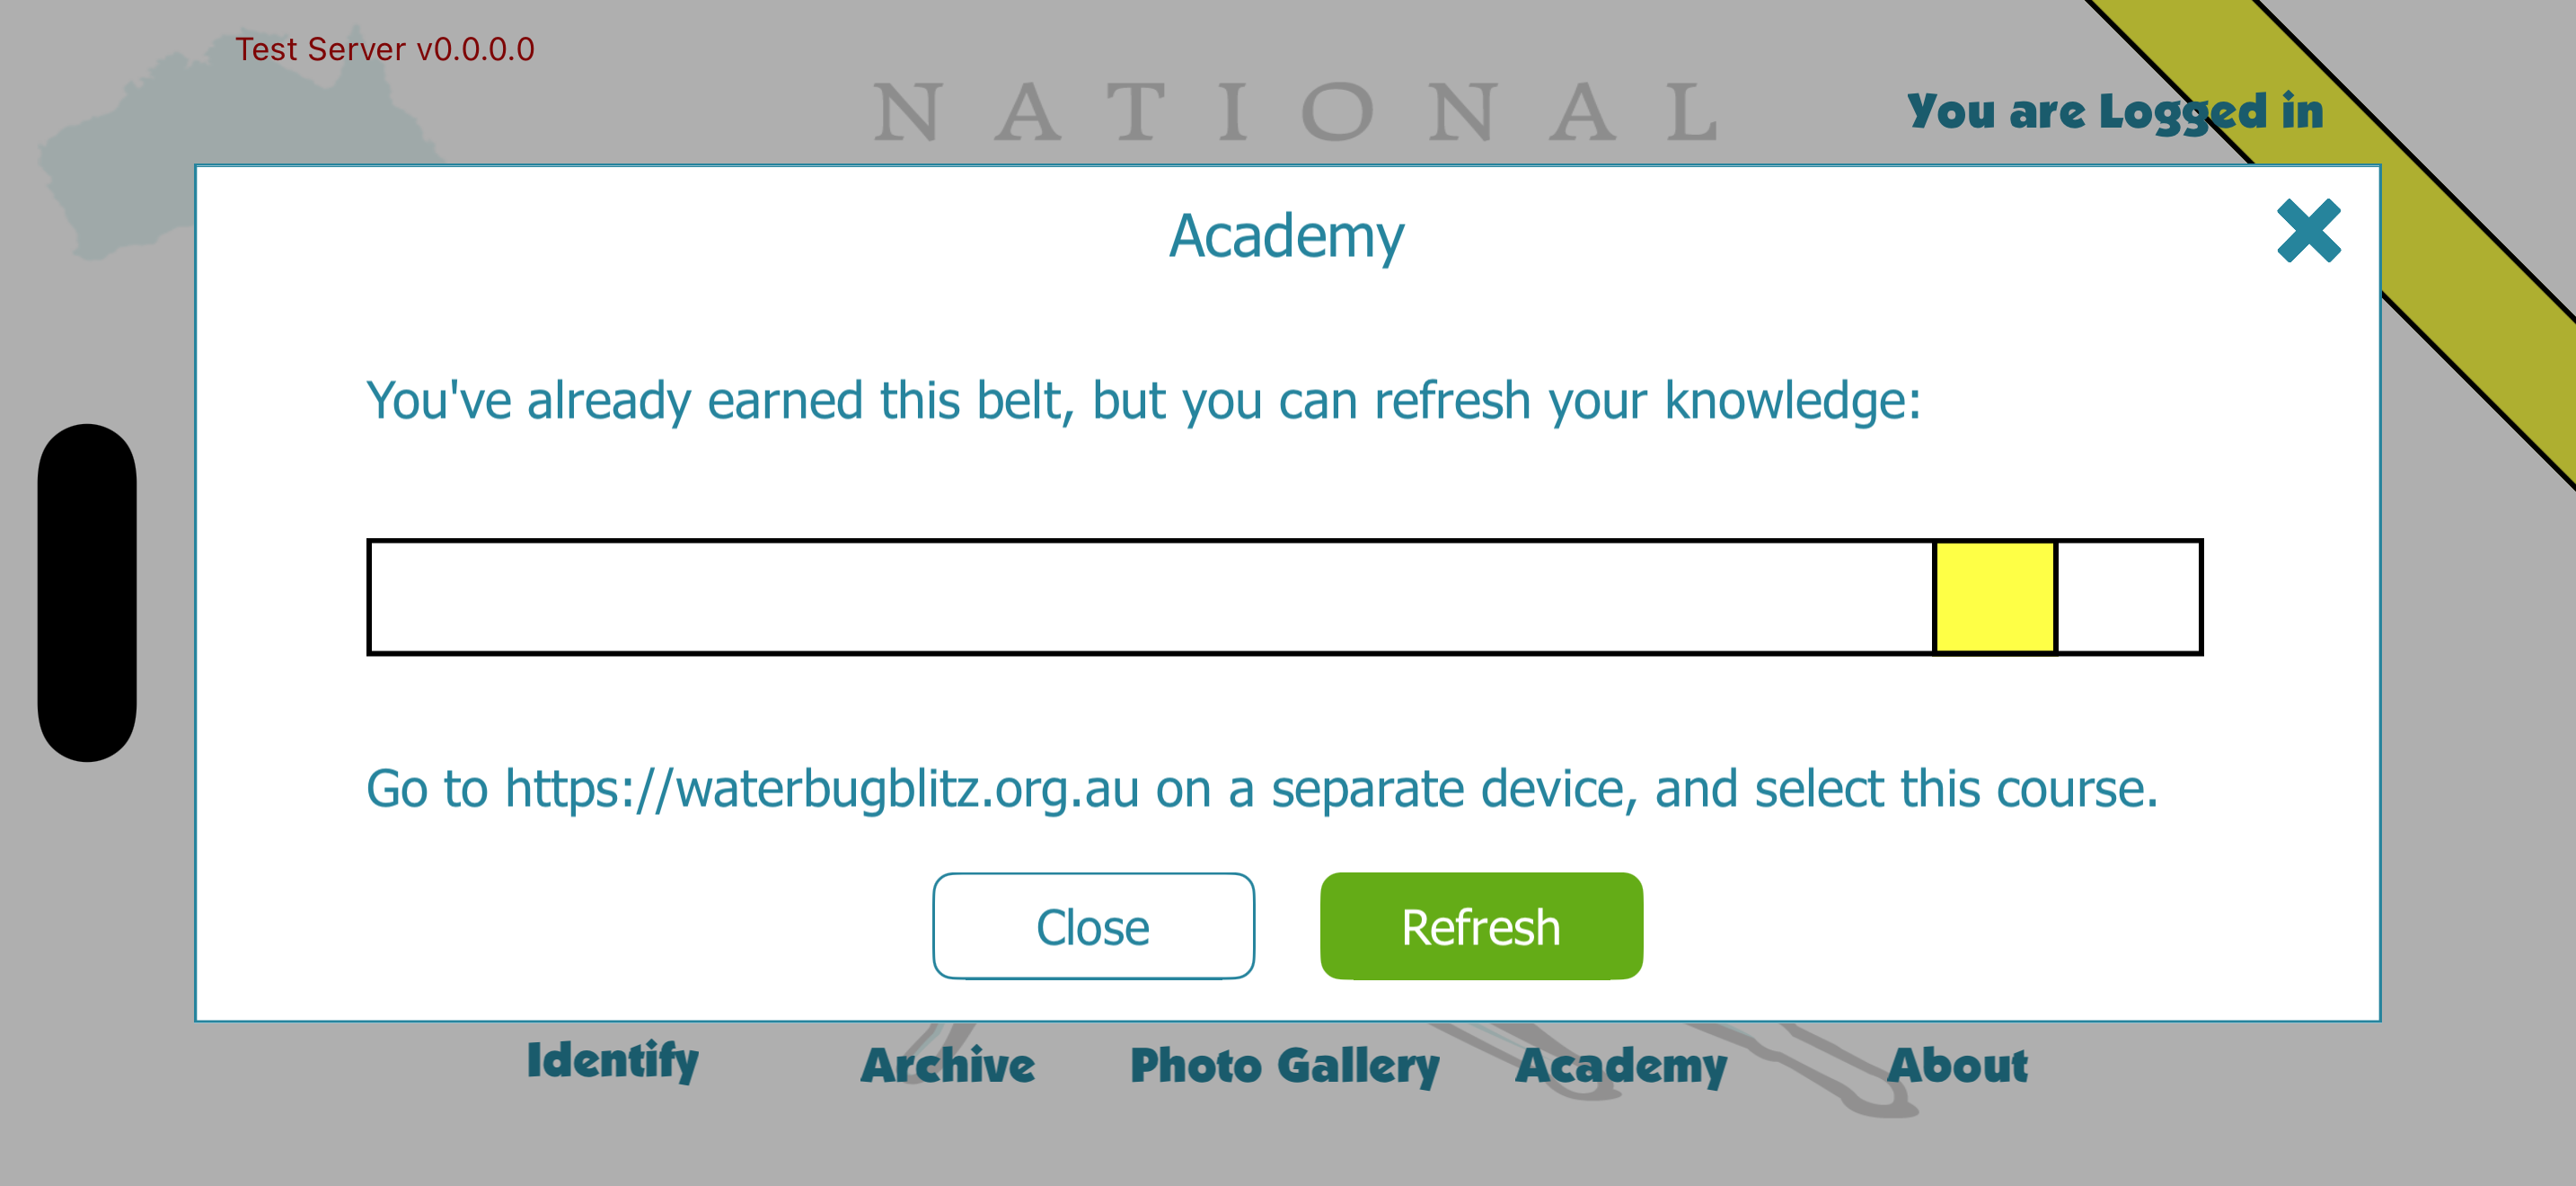 Test Server v0.0.0.0
NATIONAL
You are Logged in
Academy
You've already earned this belt, but you can refresh your knowledge:
Go to https://waterbugblitz.org.au on a separate device, and select this course.
Close
Refresh
Identify
Archive
Photo Gallery
Academy
About